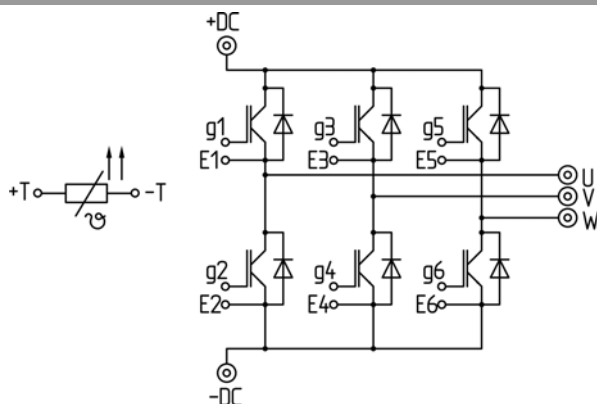 +DC
g1 g3 g5
E1 E3 E5
U
+T -T
V
ϑ
W
g2 g4 g6
E2 E4 E6
-DC